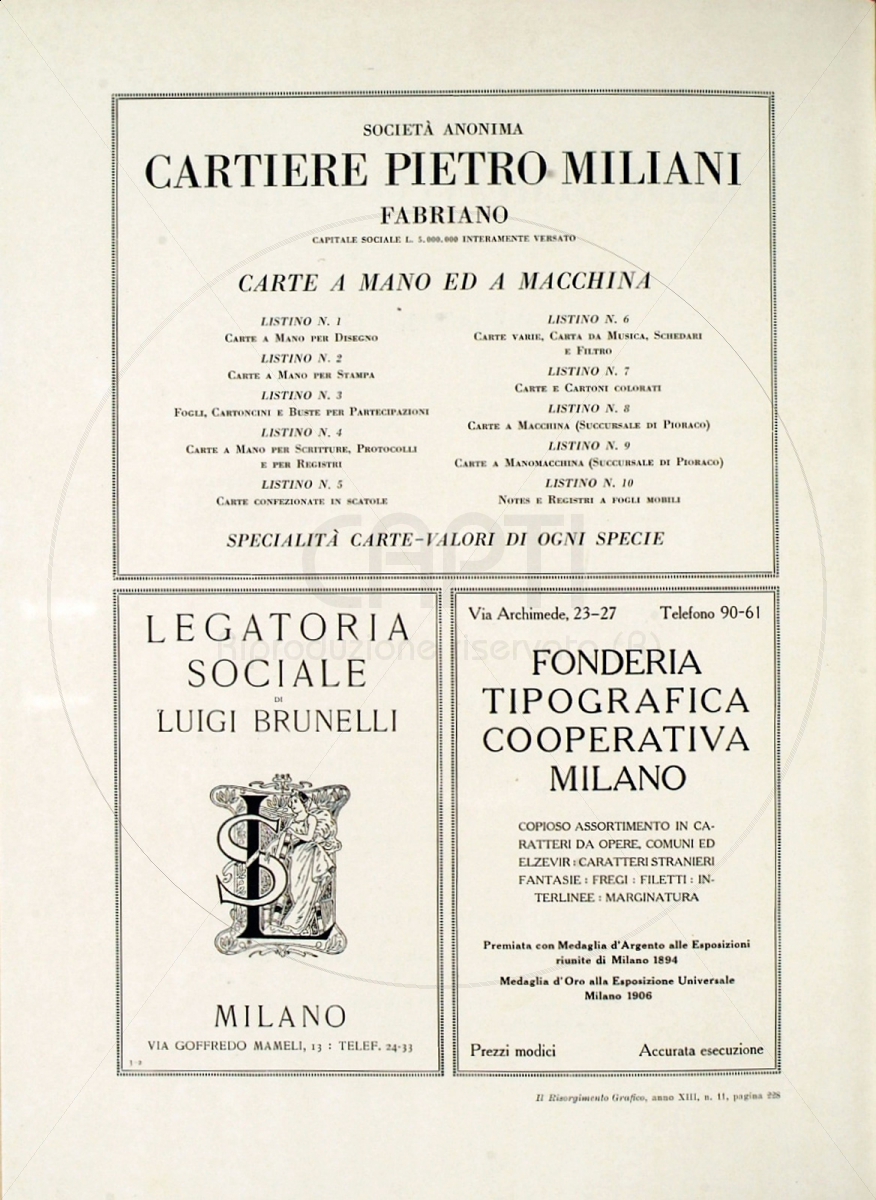 SOCIETÀ ANONIMA
CARTIERE PIETRO MILIANI
FABRIANO
CAPITALE SOCIALE L. 5.000.000 INTERAMENTE VERSATO
CARTE A MANO ED A MACCHINA
LISTINO N. 1
CARTE A MANO PER DISEGNO
LISTINO N. 2
CARTE A MANO PER STAMPA
LISTINO N. 3
FOGLI, CARTONCINI E BUSTE PER PARTECIPAZIONI
LISTINO N. 4
CARTE A MANO PER SCRITTURE, PROTOCOLLI
E PER REGISTRI
LISTINO N. 5
CARTE CONFEZIONATE IN SCATOLE
LISTINO N. 6
CARTE VARIE, CARTA DA MUSICA, SCHEDARI
E FILTRO
LISTINO N. 7
CARTE E CARTONI COLORATI
LISTINO N. 8
CARTE A MACCHINA (SUCCURSALE DI PIORACO)
LISTINO N. 9
CARTE A MANOMACCHINA (SUCCURSALE DI PIORACO)
LISTINO N. 10
NOTES E REGISTRI A FOGLI MOBILI
SPECIALITÀ CARTE-VALORI DI OGNI SPECIE
CAPTI
Riproduzione riservata (R)
LEGATORIA
SOCIALE
DI
LUIGI BRUNELLI
LS
MILANO
VIA GOFFREDO MAMELI, 13 : TELEF. 24-33
Via Archimede, 23-27 Telefono 90-61
FONDERIA
TIPOGRAFICA
COOPERATIVA
MILANO
COPIOSO ASSORTIMENTO IN CA-
RATTERI DA OPERE, COMUNI ED
ELZEVIR : CARATTERI STRANIERI
FANTASIE : FREGI : FILETTI : IN-
TERLINEE : MARGINATURA
Premiata con Medaglia d'Argento alle Esposizioni
riunite di Milano 1894
Medaglia d'Oro alla Esposizione Universale
Milano 1906
Prezzi modici Accurata esecuzione
Il Risorgimento Grafico, anno XIII, n. 11, pagina 228